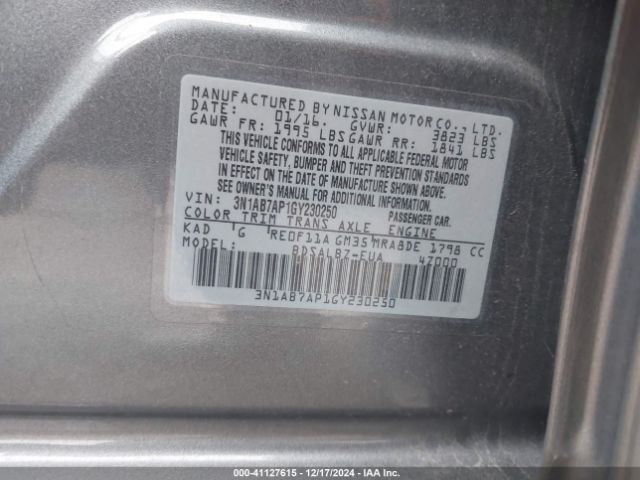 MANUFACTURED BY NISSAN MOTOR CO., LTD.
DATE: 01/16. GVWR: 3823 LBS
GAWR FR: 1995 LBS GAWR RR: 1841 LBS
THIS VEHICLE CONFORMS TO ALL APPLICABLE FEDERAL MOTOR
VEHICLE SAFETY, BUMPER AND THEFT PREVENTION STANDARDS
IN EFFECT ON THE DATE OF MANUFACTURE SHOWN ABOVE.
SEE OWNER'S MANUAL FOR ADDITIONAL INFORMATION.
VIN: 3N1AB7AP1GY230250 PASSENGER CAR.
COLOR TRIM TRANS AXLE ENGINE
KAD G RE0F11A GM35 MRA8DE 1798 CC
MODEL: BDSALB7-EUA 4Z000
3N1AB7AP1GY230250
000-41127615 | 12/17/2024 | IAA Inc.